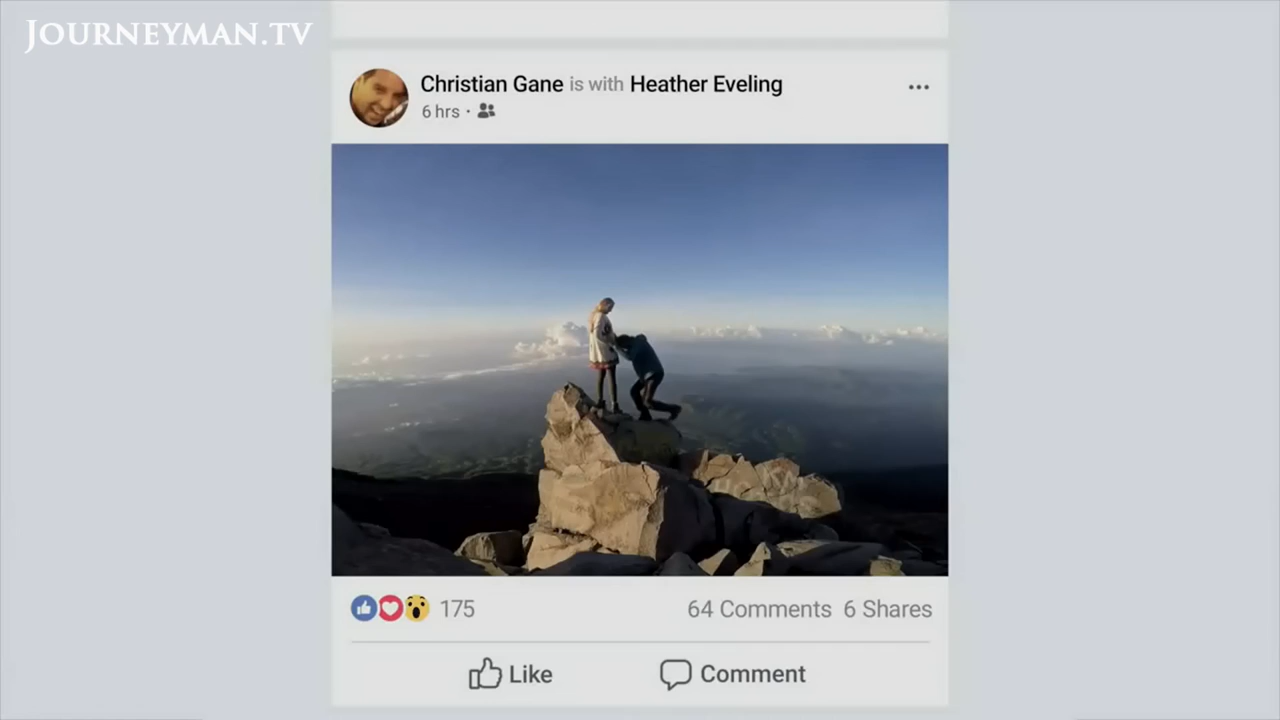 JOURNEYMAN.TV
Christian Gane is with Heather Eveling
6 hrs ·
175
64 Comments 6 Shares
Like
Comment